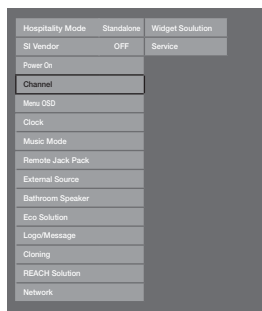 Hospitality Mode Standalone Widget Soulution
SI Vendor OFF Service
Power On
Channel
Menu OSD
Clock
Music Mode
Remote Jack Pack
External Source
Bathroom Speaker
Eco Solution
Logo/Message
Cloning
REACH Solution
Network